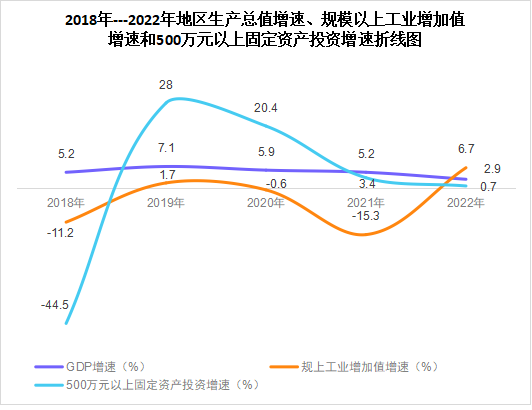 2018年---2022年地区生产总值增速、规模以上工业增加值
增速和500万元以上固定资产投资增速折线图
28
20.4
5.2
7.1
5.9
5.2
6.7
2.9
1.7
-0.6
3.4
0.7
2018年
2019年
2020年
2021年
2022年
-11.2
-15.3
-44.5
GDP增速（%）
规上工业增加值增速（%）
500万元以上固定资产投资增速（%）